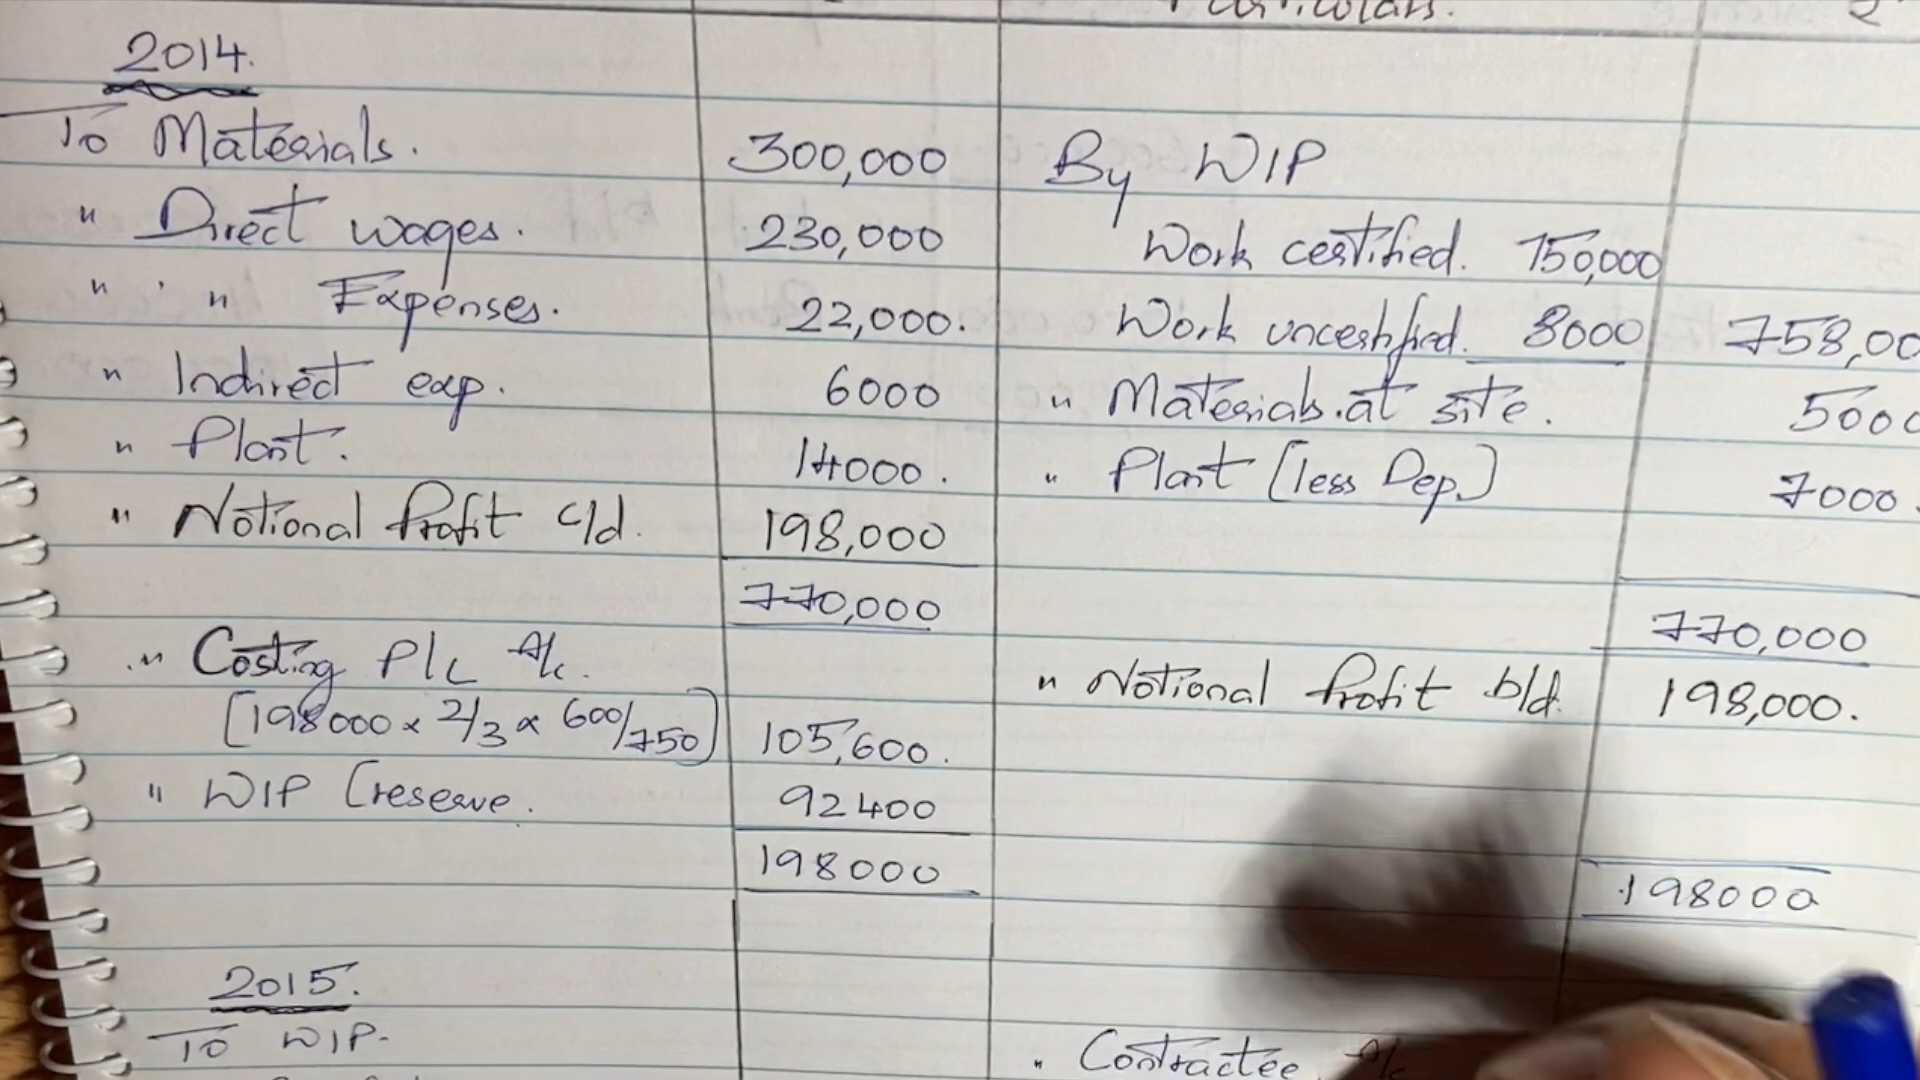 Particulars.
2014.
To Materials. 300,000 By WIP
" Direct wages. 230,000 Work certified. 750,000
" " Expenses. 22,000. Work uncertified. 8000 758,00
" Indirect exp. 6000 " Materials at site. 5000
" Plant. 14000. " Plant [less Dep.] 7000.
" Notional Profit c/d. 198,000
770,000 770,000
" Costing P/L A/c. " Notional Profit b/d. 198,000.
[198000 x 2/3 x 600/750] 105,600.
" WIP [reserve. 92400
198000 198000
2015.
To WIP. " Contractee A/c